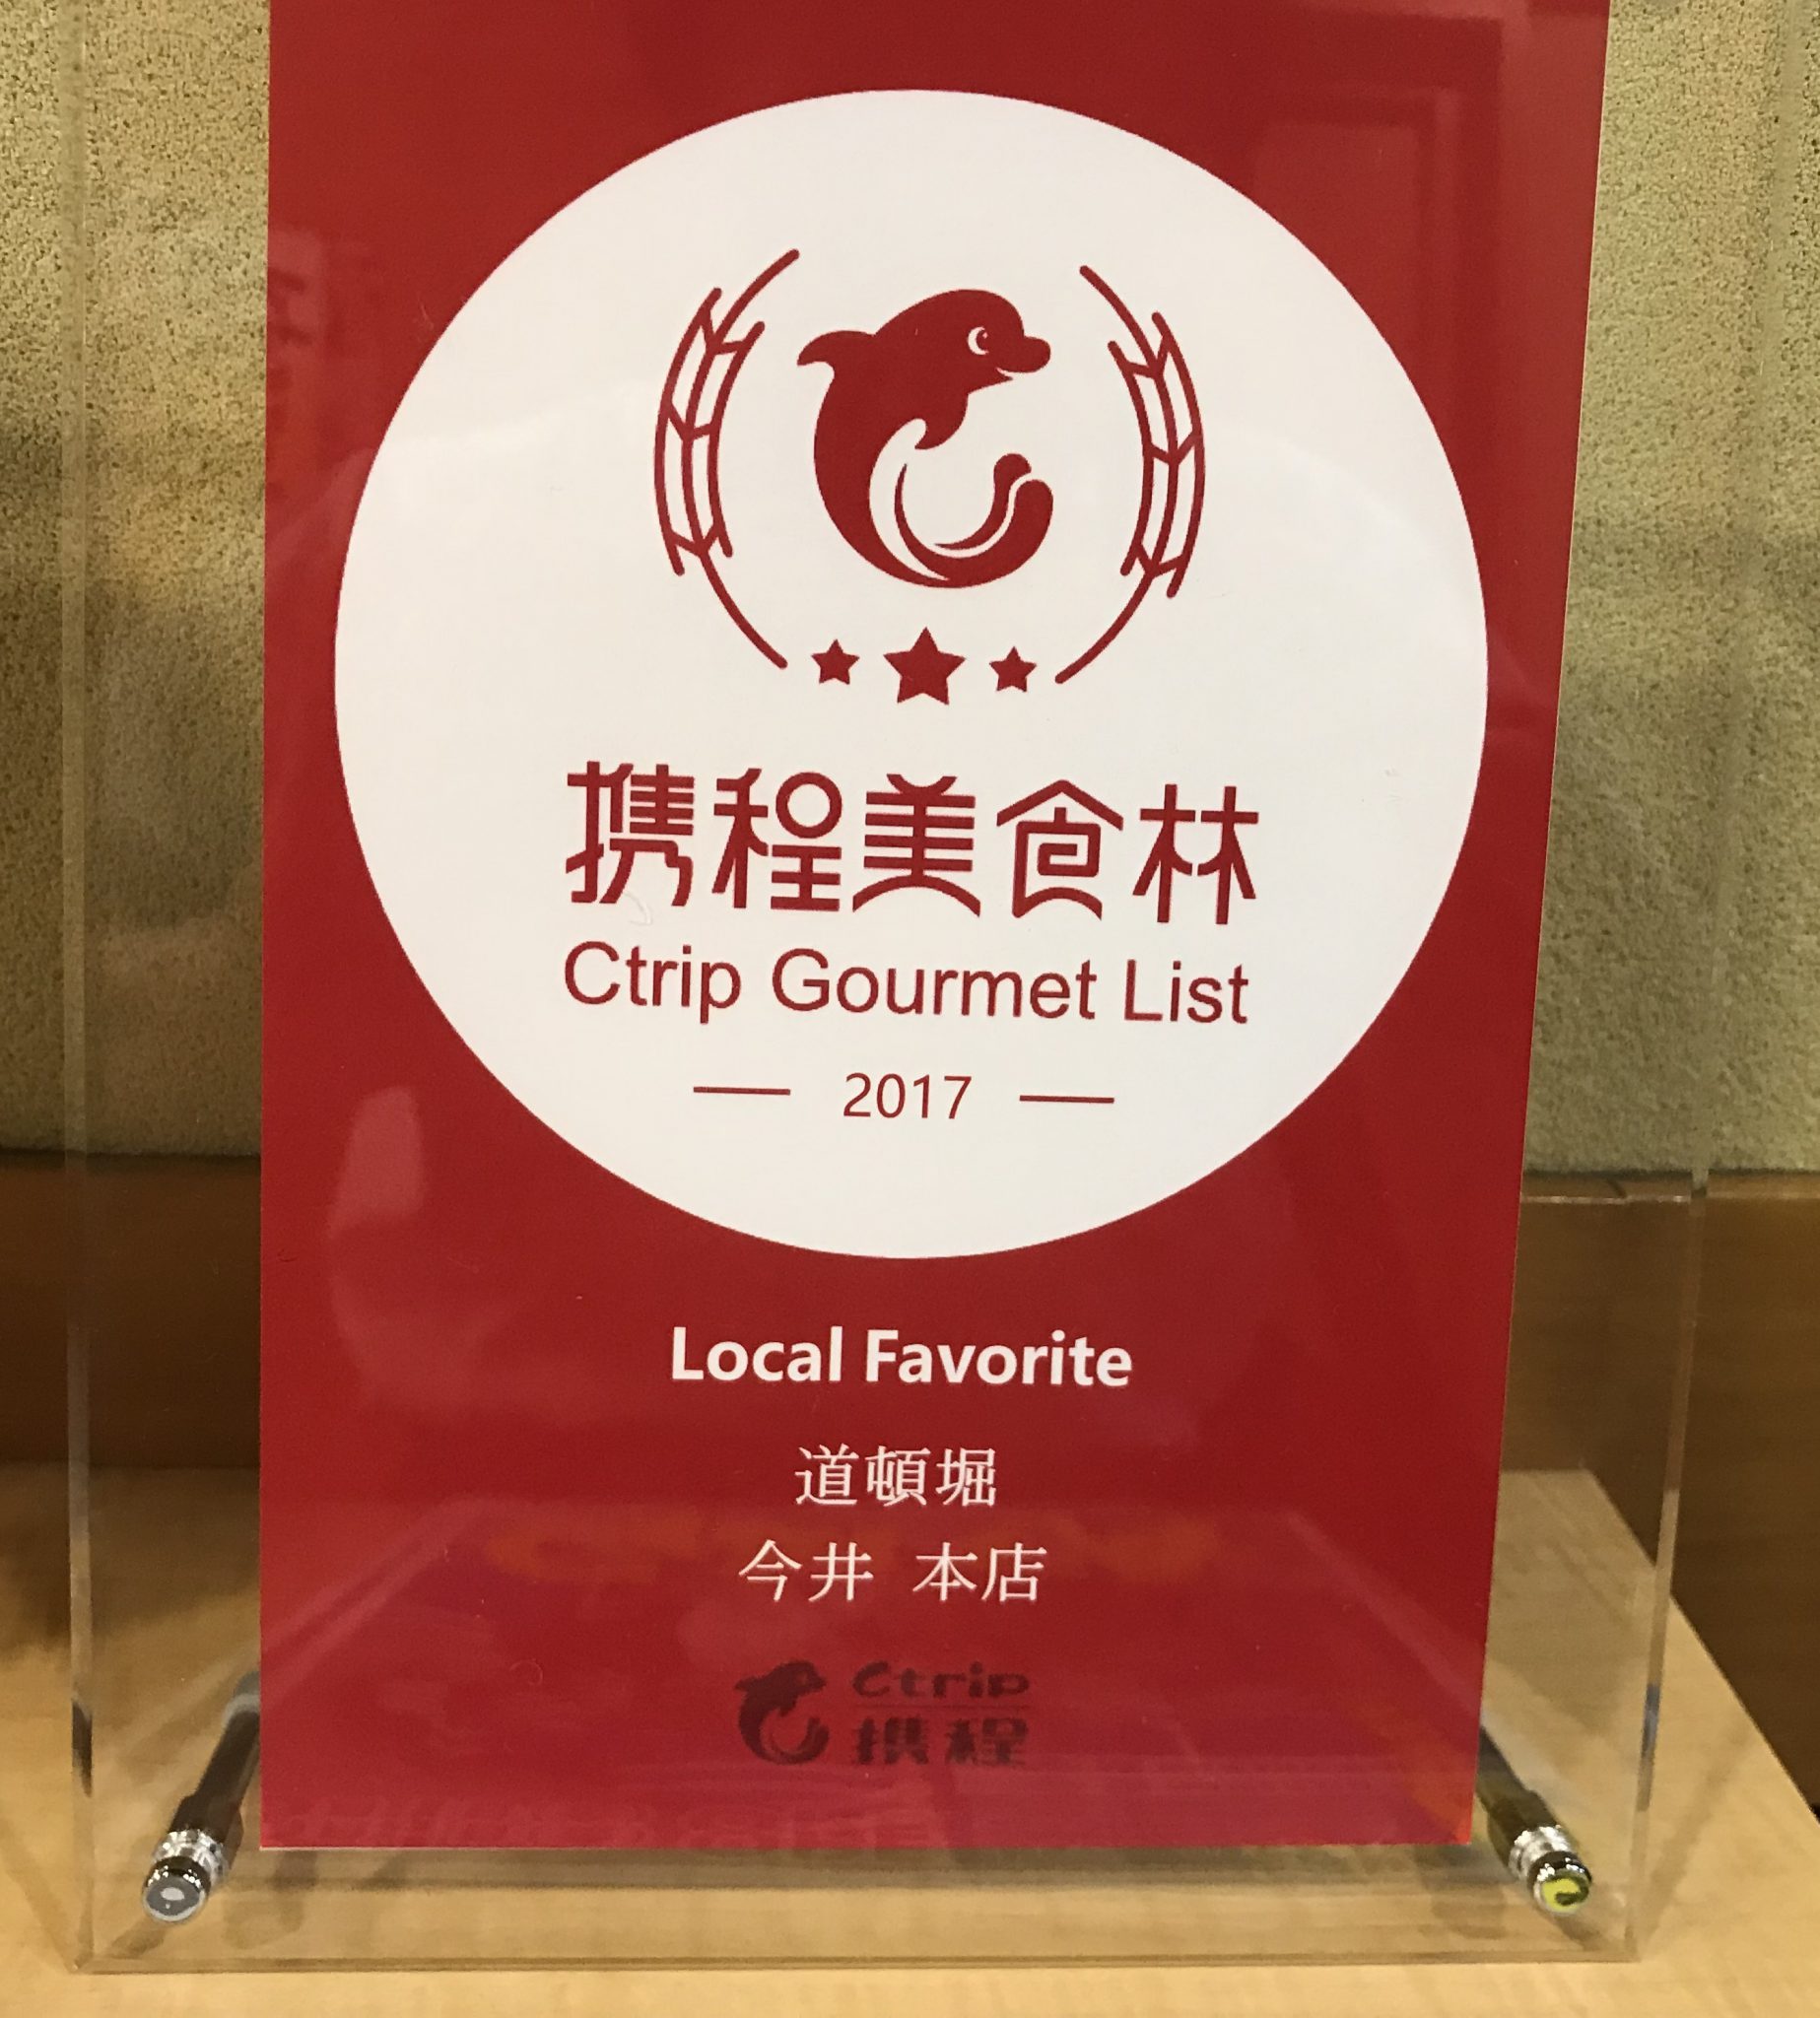 携程美食林
Ctrip Gourmet List
2017
Local Favorite
道頓堀
今井 本店
Ctrip
携程